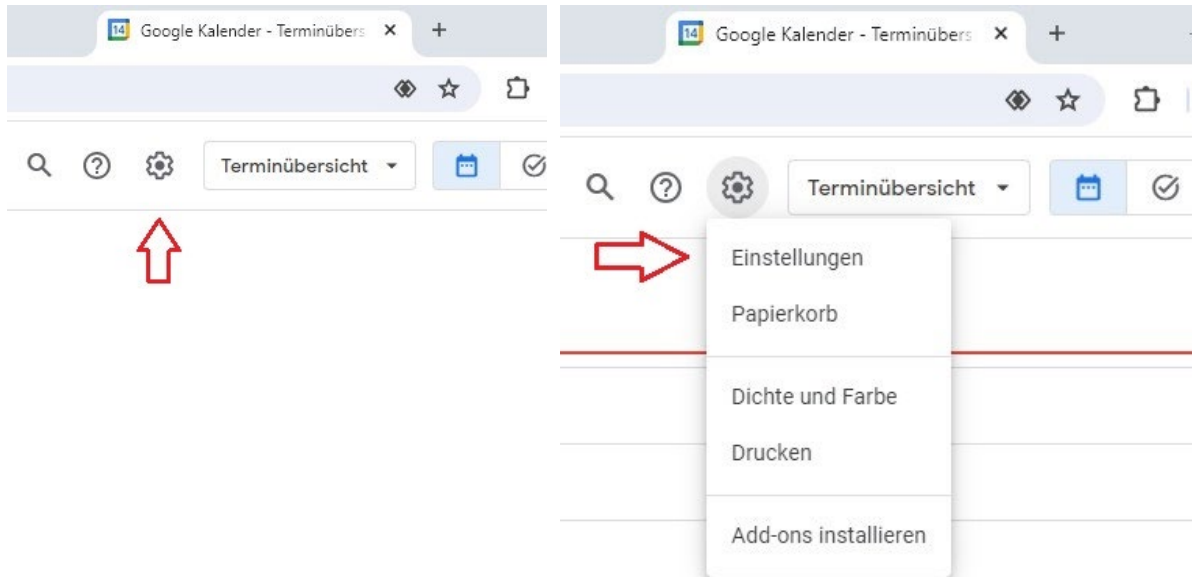 14 Google Kalender - Terminübers
Terminübersicht
14 Google Kalender - Terminübers
Terminübersicht
Einstellungen
Papierkorb
Dichte und Farbe
Drucken
Add-ons installieren